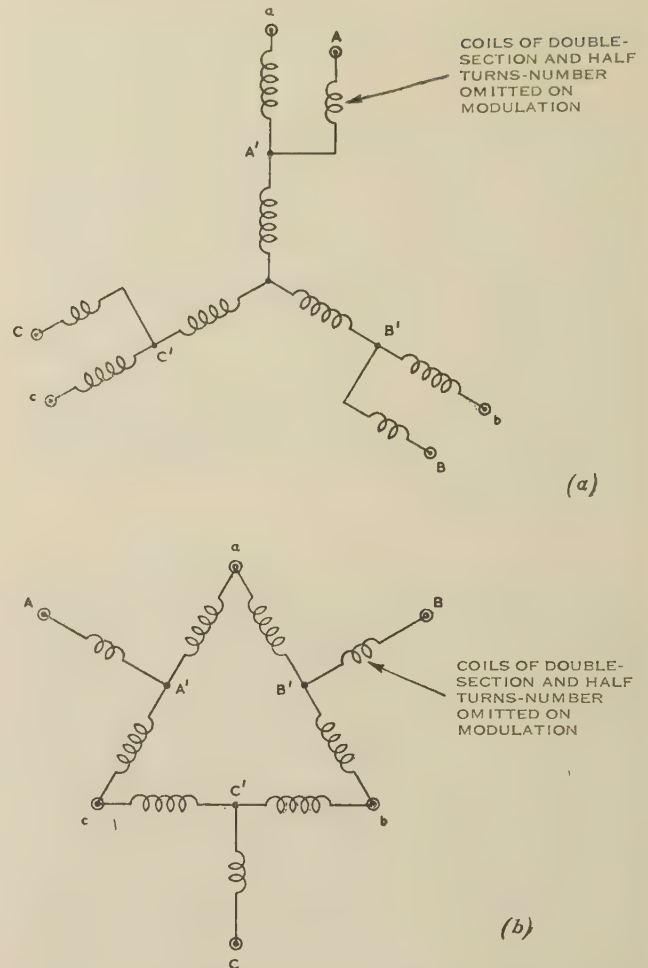 a
A
COILS OF DOUBLE-
SECTION AND HALF
TURNS-NUMBER
OMITTED ON
MODULATION
A'
C
C'
c
B'
b
B
(a)
a
A
B
A'
B'
COILS OF DOUBLE-
SECTION AND HALF
TURNS-NUMBER
OMITTED ON
MODULATION
c
C'
b
C
(b)